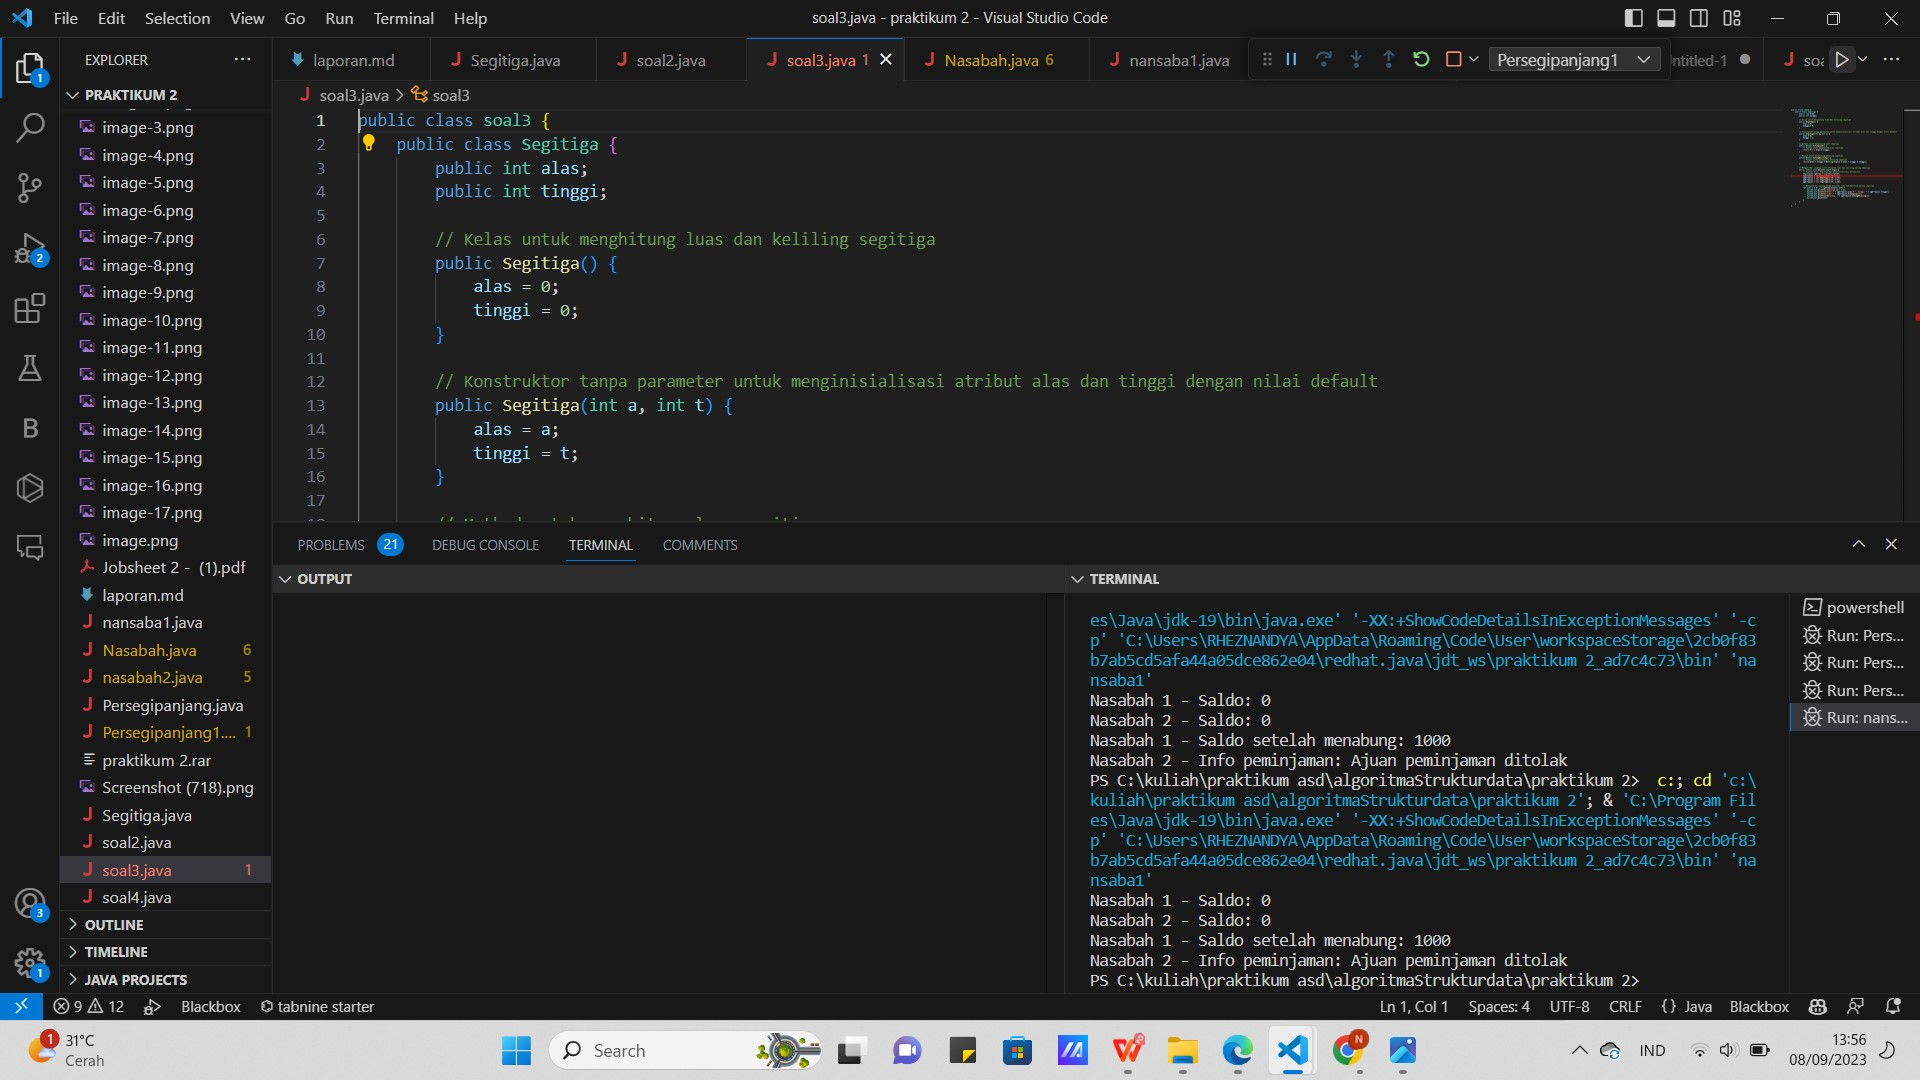 File Edit Selection View Go Run Terminal Help
soal3.java - praktikum 2 - Visual Studio Code
EXPLORER
laporan.md
Segitiga.java
soal2.java
soal3.java 1
Nasabah.java 6
nansaba1.java
Persegipanjang1
ntitled-1
soa
PRAKTIKUM 2
soal3.java > soal3
image-3.png
image-4.png
image-5.png
image-6.png
image-7.png
image-8.png
image-9.png
image-10.png
image-11.png
image-12.png
image-13.png
image-14.png
image-15.png
image-16.png
image-17.png
image.png
Jobsheet 2 - (1).pdf
laporan.md
nansaba1.java
Nasabah.java 6
nasabah2.java 5
Persegipanjang.java
Persegipanjang1.... 1
praktikum 2.rar
Screenshot (718).png
Segitiga.java
soal2.java
soal3.java 1
soal4.java
OUTLINE
TIMELINE
JAVA PROJECTS
1 public class soal3 {
2 public class Segitiga {
3 public int alas;
4 public int tinggi;
5
6 // Kelas untuk menghitung luas dan keliling segitiga
7 public Segitiga() {
8 alas = 0;
9 tinggi = 0;
10 }
11
12 // Konstruktor tanpa parameter untuk menginisialisasi atribut alas dan tinggi dengan nilai default
13 public Segitiga(int a, int t) {
14 alas = a;
15 tinggi = t;
16 }
17
PROBLEMS 21 DEBUG CONSOLE TERMINAL COMMENTS
OUTPUT
TERMINAL
es\Java\jdk-19\bin\java.exe' '-XX:+ShowCodeDetailsInExceptionMessages' '-c
p' 'C:\Users\RHEZNANDYA\AppData\Roaming\Code\User\workspaceStorage\2cb0f83
b7ab5cd5afa44a05dce862e04\redhat.java\jdt_ws\praktikum 2_ad7c4c73\bin' 'na
nsaba1'
Nasabah 1 - Saldo: 0
Nasabah 2 - Saldo: 0
Nasabah 1 - Saldo setelah menabung: 1000
Nasabah 2 - Info peminjaman: Ajuan peminjaman ditolak
PS C:\kuliah\praktikum asd\algoritmaStrukturdata\praktikum 2> c:; cd 'c:\
kuliah\praktikum asd\algoritmaStrukturdata\praktikum 2'; & 'C:\Program Fil
es\Java\jdk-19\bin\java.exe' '-XX:+ShowCodeDetailsInExceptionMessages' '-c
p' 'C:\Users\RHEZNANDYA\AppData\Roaming\Code\User\workspaceStorage\2cb0f83
b7ab5cd5afa44a05dce862e04\redhat.java\jdt_ws\praktikum 2_ad7c4c73\bin' 'na
nsaba1'
Nasabah 1 - Saldo: 0
Nasabah 2 - Saldo: 0
Nasabah 1 - Saldo setelah menabung: 1000
Nasabah 2 - Info peminjaman: Ajuan peminjaman ditolak
PS C:\kuliah\praktikum asd\algoritmaStrukturdata\praktikum 2>
powershell
Run: Pers...
Run: Pers...
Run: Pers...
Run: nans...
9 12 Blackbox tabnine starter
Ln 1, Col 1 Spaces: 4 UTF-8 CRLF {} Java Blackbox
1 31°C
Cerah
Search
IND
13:56
08/09/2023